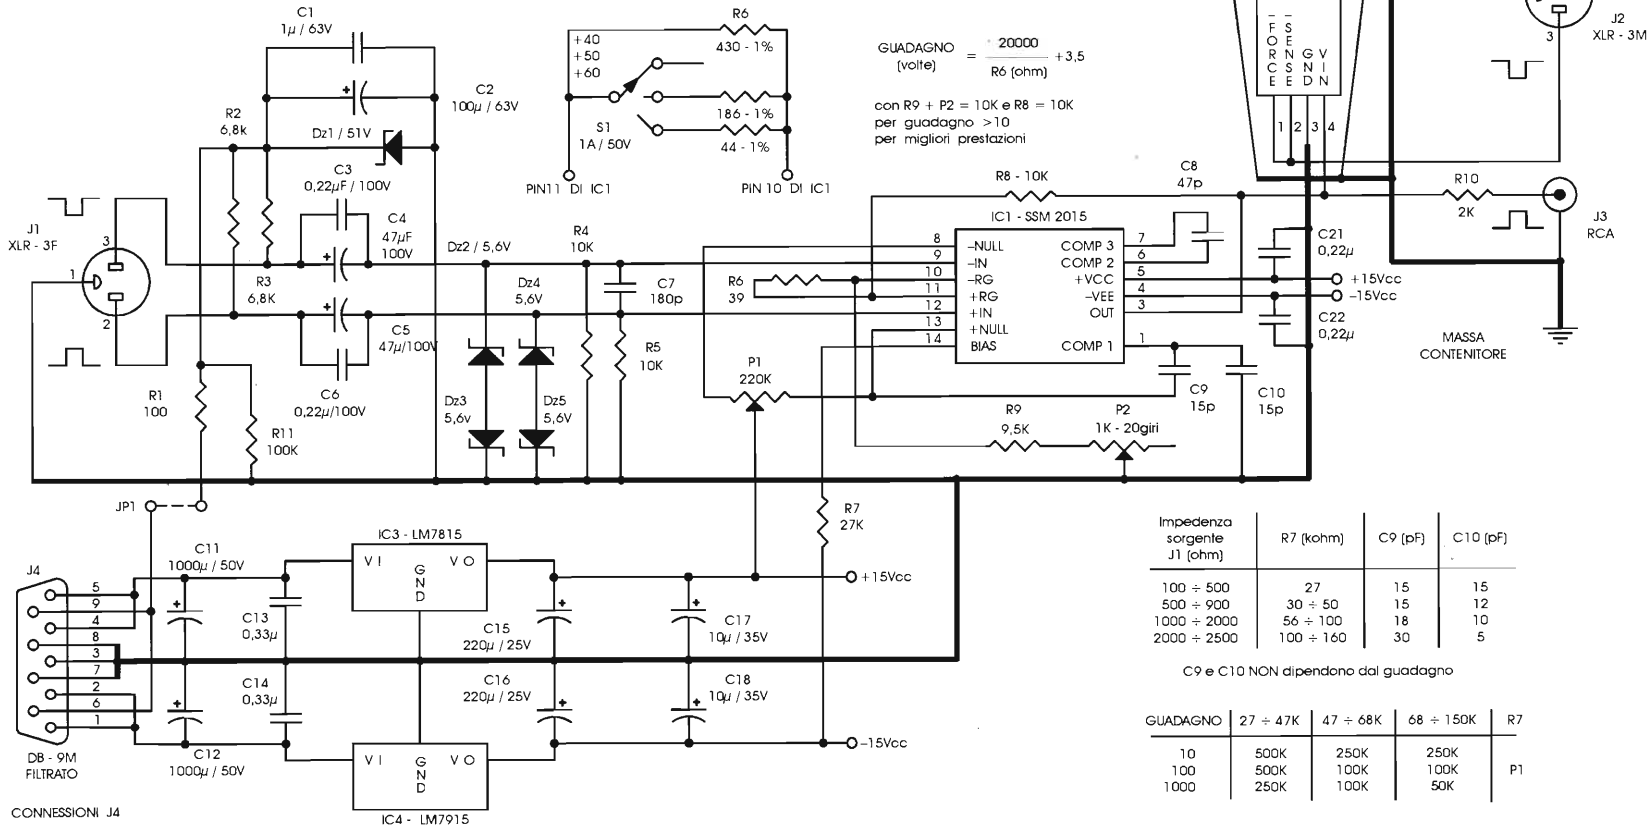 C1
1µ / 63V
C2
100µ / 63V
R2
6,8k
Dz1 / 51V
C3
0,22µF / 100V
C4
47µF
100V
J1
XLR - 3F
3
1
2
R3
6,8K
C5
47µ/100V
C6
0,22µ/100V
R1
100
R11
100K
JP1
+40
+50
+60
R6
430 - 1%
186 - 1%
44 - 1%
S1
1A / 50V
PIN11 DI IC1
PIN 10 DI IC1
GUADAGNO
(volte)
=
20000
R6 (ohm)
+3,5
con R9 + P2 = 10K e R8 = 10K
per guadagno >10
per migliori prestazioni
–FORCE
–SENSE
GND
VIN
1
2
3
4
3
J2
XLR - 3M
R10
2K
J3
RCA
MASSA
CONTENITORE
Dz2 / 5,6V
R4
10K
Dz4
5,6V
C7
180p
R5
10K
Dz3
5,6v
Dz5
5,6v
R6
39
R8 - 10K
C8
47p
IC1 - SSM 2015
8
–NULL
9
–IN
10
–RG
11
+RG
12
+IN
13
+NULL
14
BIAS
COMP 3
7
COMP 2
6
+VCC
5
–VEE
4
OUT
3
COMP 1
1
C21
0,22µ
+15Vcc
–15Vcc
C22
0,22µ
P1
220K
C9
15p
C10
15p
R9
9,5K
P2
1K - 20giri
R7
27K
J4
5
9
4
8
3
7
2
6
1
DB - 9M
FILTRATO
CONNESSIONI J4
C11
1000µ / 50V
C12
1000µ / 50V
C13
0,33µ
C14
0,33µ
IC3 - LM7815
V I
GND
V O
IC4 - LM7915
V I
GND
V O
C15
220µ / 25V
C16
220µ / 25V
C17
10µ / 35V
C18
10µ / 35V
+15Vcc
–15Vcc
Impedenza
sorgente
J1 (ohm)
R7 (kohm)
C9 (pF)
C10 (pF)
100 ÷ 500 27 15 15
500 ÷ 900 30 ÷ 50 15 12
1000 ÷ 2000 56 ÷ 100 18 10
2000 ÷ 2500 100 ÷ 160 30 5
C9 e C10 NON dipendono dal guadagno
GUADAGNO 27 ÷ 47K 47 ÷ 68K 68 ÷ 150K R7
10 500K 250K 250K
100 500K 100K 100K P1
1000 250K 100K 50K